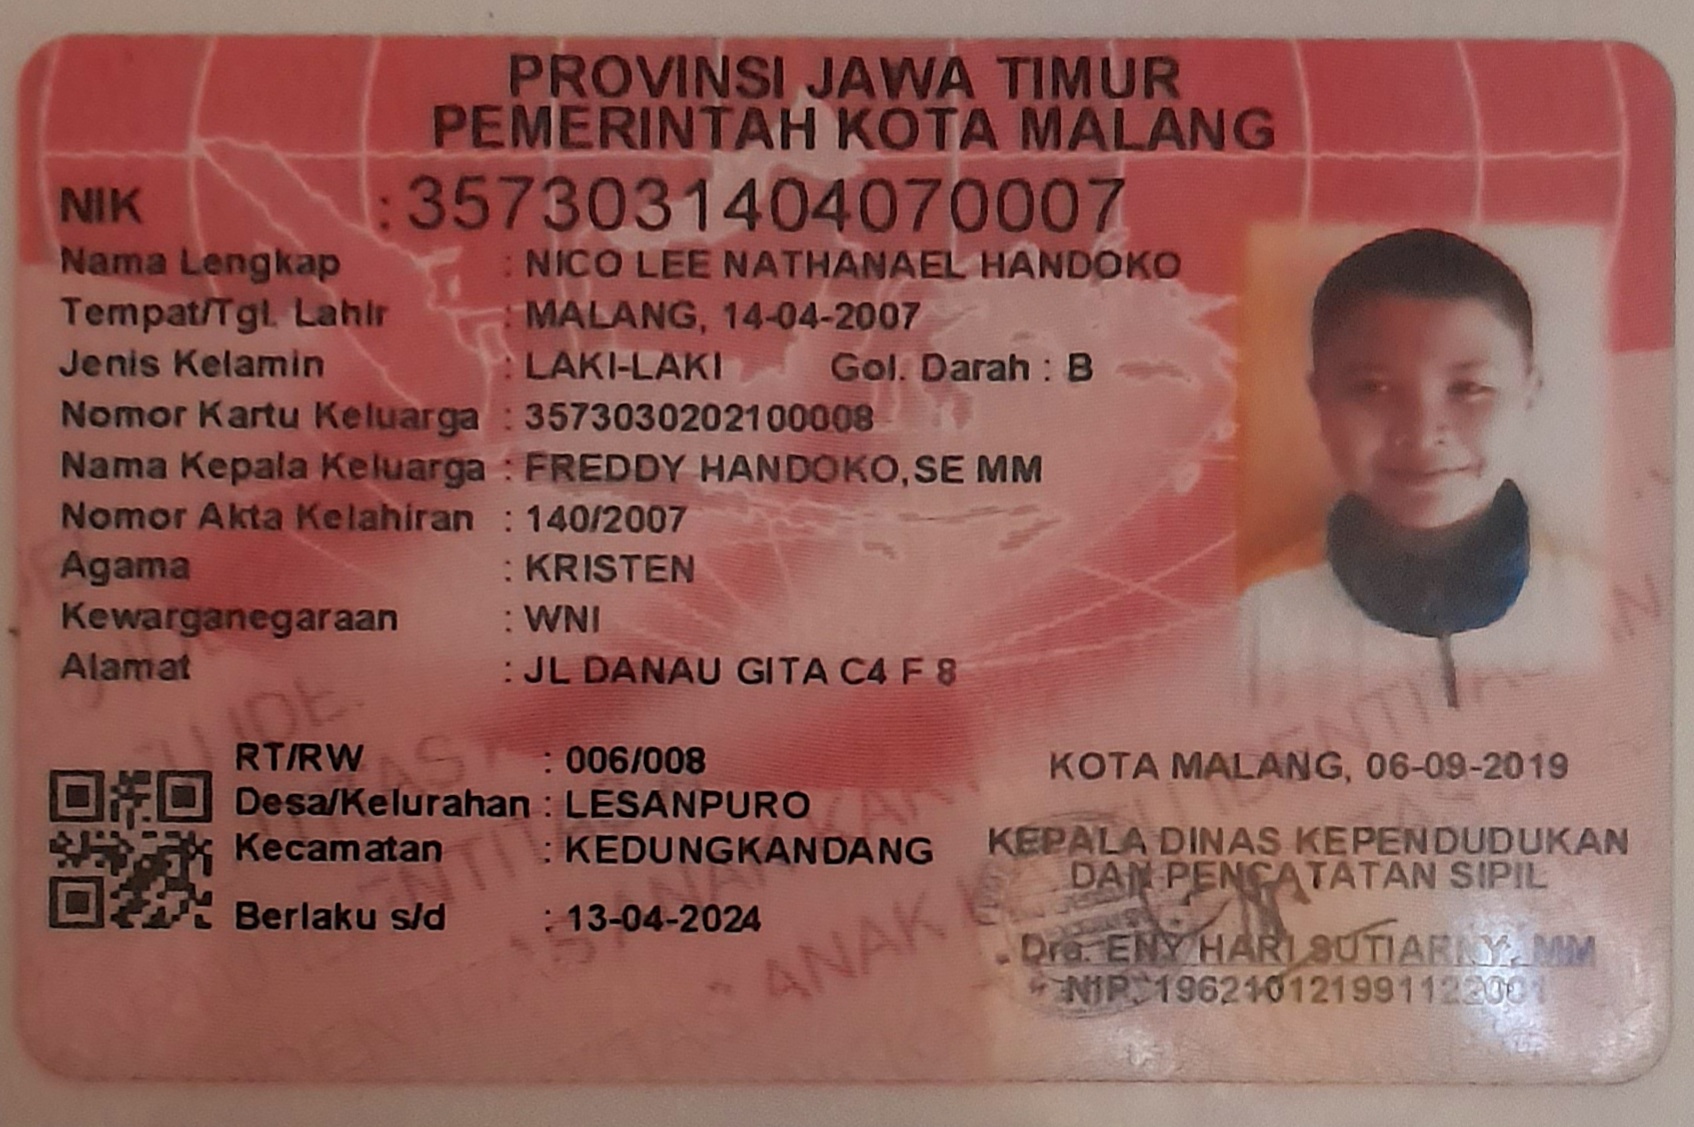 PROVINSI JAWA TIMUR
PEMERINTAH KOTA MALANG
NIK : 3573031404070007
Nama Lengkap : NICO LEE NATHANAEL HANDOKO
Tempat/Tgl. Lahir : MALANG, 14-04-2007
Jenis Kelamin : LAKI-LAKI Gol. Darah : B
Nomor Kartu Keluarga : 3573030202100008
Nama Kepala Keluarga : FREDDY HANDOKO,SE MM
Nomor Akta Kelahiran : 140/2007
Agama : KRISTEN
Kewarganegaraan : WNI
Alamat : JL DANAU GITA C4 F 8
RT/RW : 006/008
Desa/Kelurahan : LESANPURO
Kecamatan : KEDUNGKANDANG
Berlaku s/d : 13-04-2024
KOTA MALANG, 06-09-2019
KEPALA DINAS KEPENDUDUKAN
DAN PENCATATAN SIPIL
Dra. ENY HARI SUTIARNY, MM
NIP. 196210121991122001